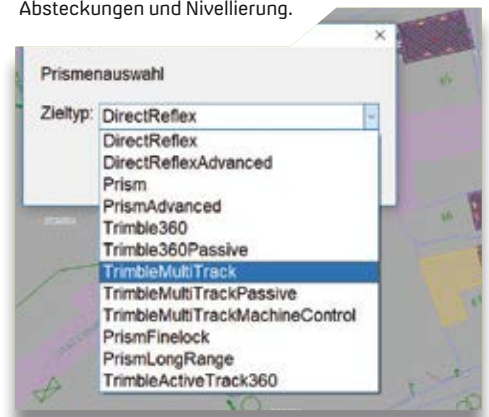 Absteckungen und Nivellierung.
Prismenauswahl
Zieltyp: DirectReflex
DirectReflex
DirectReflexAdvanced
Prism
PrismAdvanced
Trimble360
Trimble360Passive
TrimbleMultiTrack
TrimbleMultiTrackPassive
TrimbleMultiTrackMachineControl
PrismFinelock
PrismLongRange
TrimbleActiveTrack360